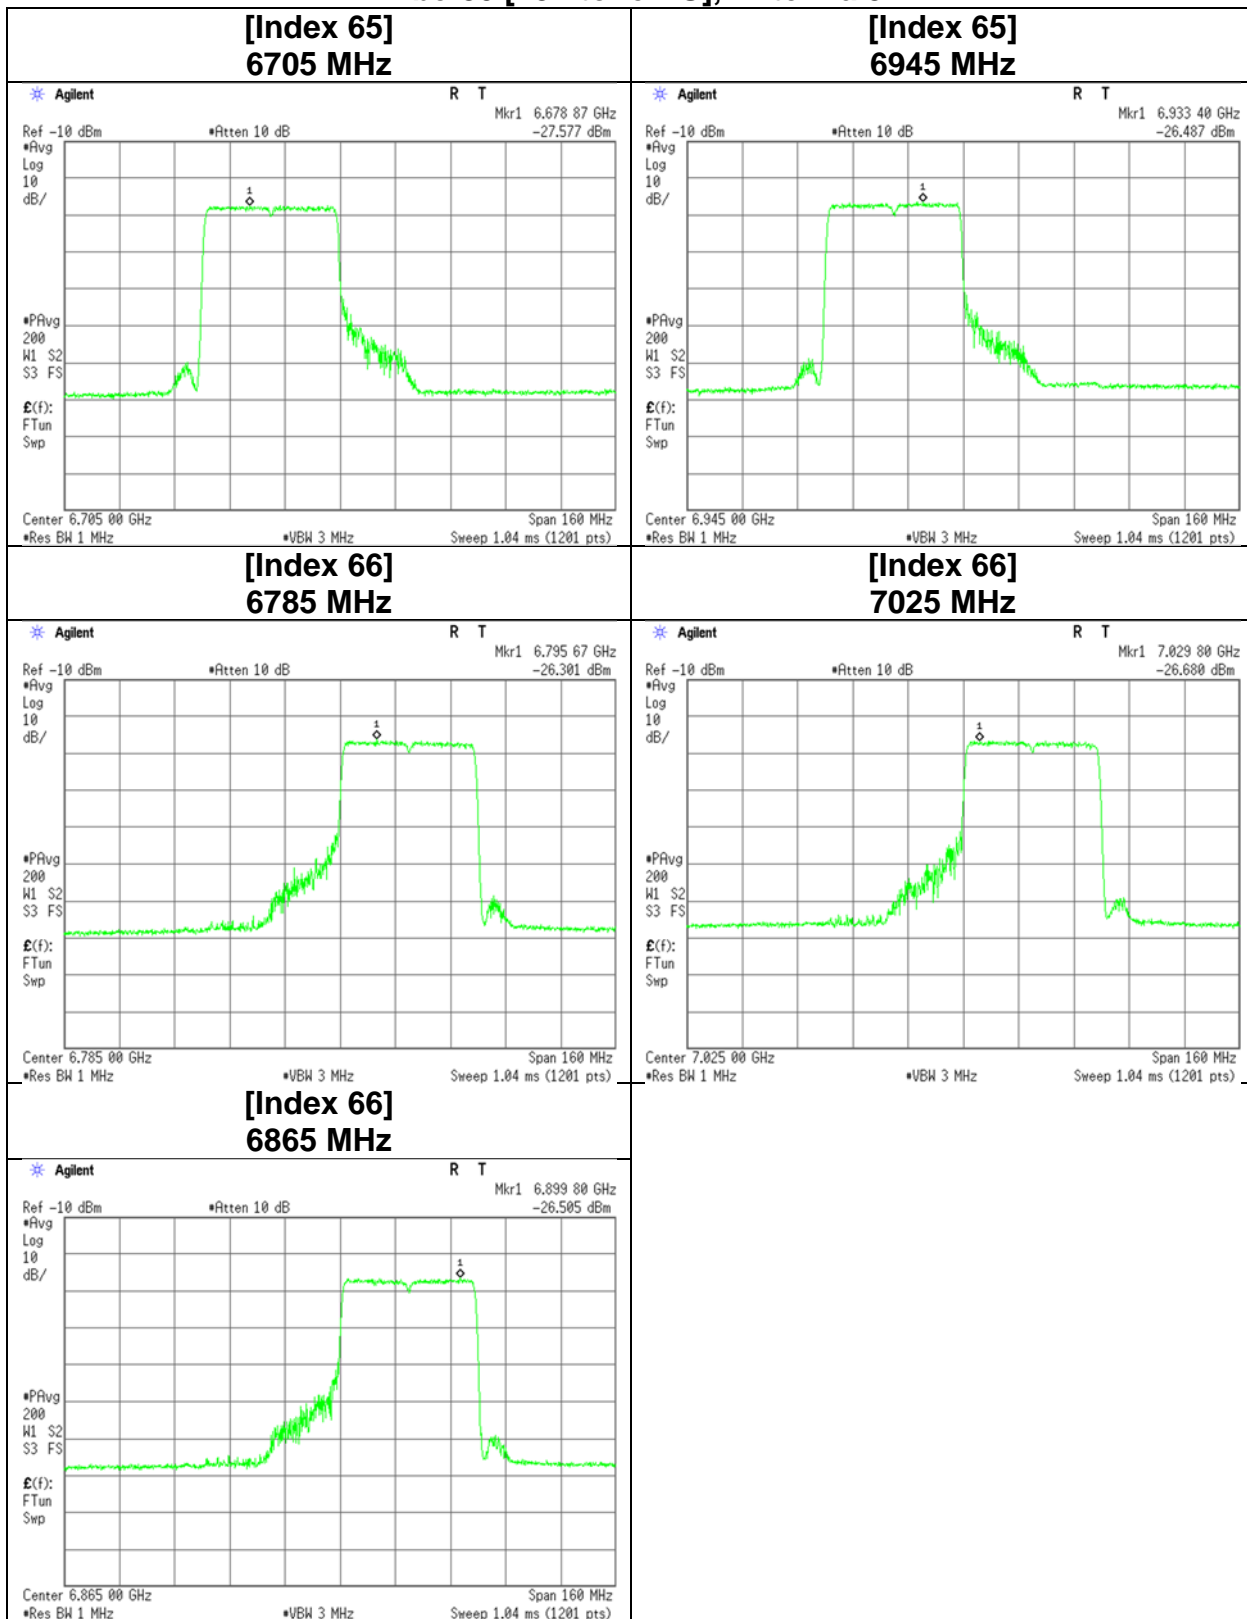 [Index 65]
6705 MHz
Agilent R T
Mkr1 6.678 87 GHz
Ref -10 dBm #Atten 10 dB -27.577 dBm
#Avg
Log
10
dB/
1
#PAvg
200
W1 S2
S3 FS
£(f):
FTun
Swp
Center 6.705 00 GHz Span 160 MHz
#Res BW 1 MHz #VBW 3 MHz Sweep 1.04 ms (1201 pts)
[Index 65]
6945 MHz
Agilent R T
Mkr1 6.933 40 GHz
Ref -10 dBm #Atten 10 dB -26.487 dBm
#Avg
Log
10
dB/
1
#PAvg
200
W1 S2
S3 FS
£(f):
FTun
Swp
Center 6.945 00 GHz Span 160 MHz
#Res BW 1 MHz #VBW 3 MHz Sweep 1.04 ms (1201 pts)
[Index 66]
6785 MHz
Agilent R T
Mkr1 6.795 67 GHz
Ref -10 dBm #Atten 10 dB -26.301 dBm
#Avg
Log
10
dB/
1
#PAvg
200
W1 S2
S3 FS
£(f):
FTun
Swp
Center 6.785 00 GHz Span 160 MHz
#Res BW 1 MHz #VBW 3 MHz Sweep 1.04 ms (1201 pts)
[Index 66]
7025 MHz
Agilent R T
Mkr1 7.029 80 GHz
Ref -10 dBm #Atten 10 dB -26.680 dBm
#Avg
Log
10
dB/
1
#PAvg
200
W1 S2
S3 FS
£(f):
FTun
Swp
Center 7.025 00 GHz Span 160 MHz
#Res BW 1 MHz #VBW 3 MHz Sweep 1.04 ms (1201 pts)
[Index 66]
6865 MHz
Agilent R T
Mkr1 6.899 80 GHz
Ref -10 dBm #Atten 10 dB -26.505 dBm
#Avg
Log
10
dB/
1
#PAvg
200
W1 S2
S3 FS
£(f):
FTun
Swp
Center 6.865 00 GHz Span 160 MHz
#Res BW 1 MHz #VBW 3 MHz Sweep 1.04 ms (1201 pts)